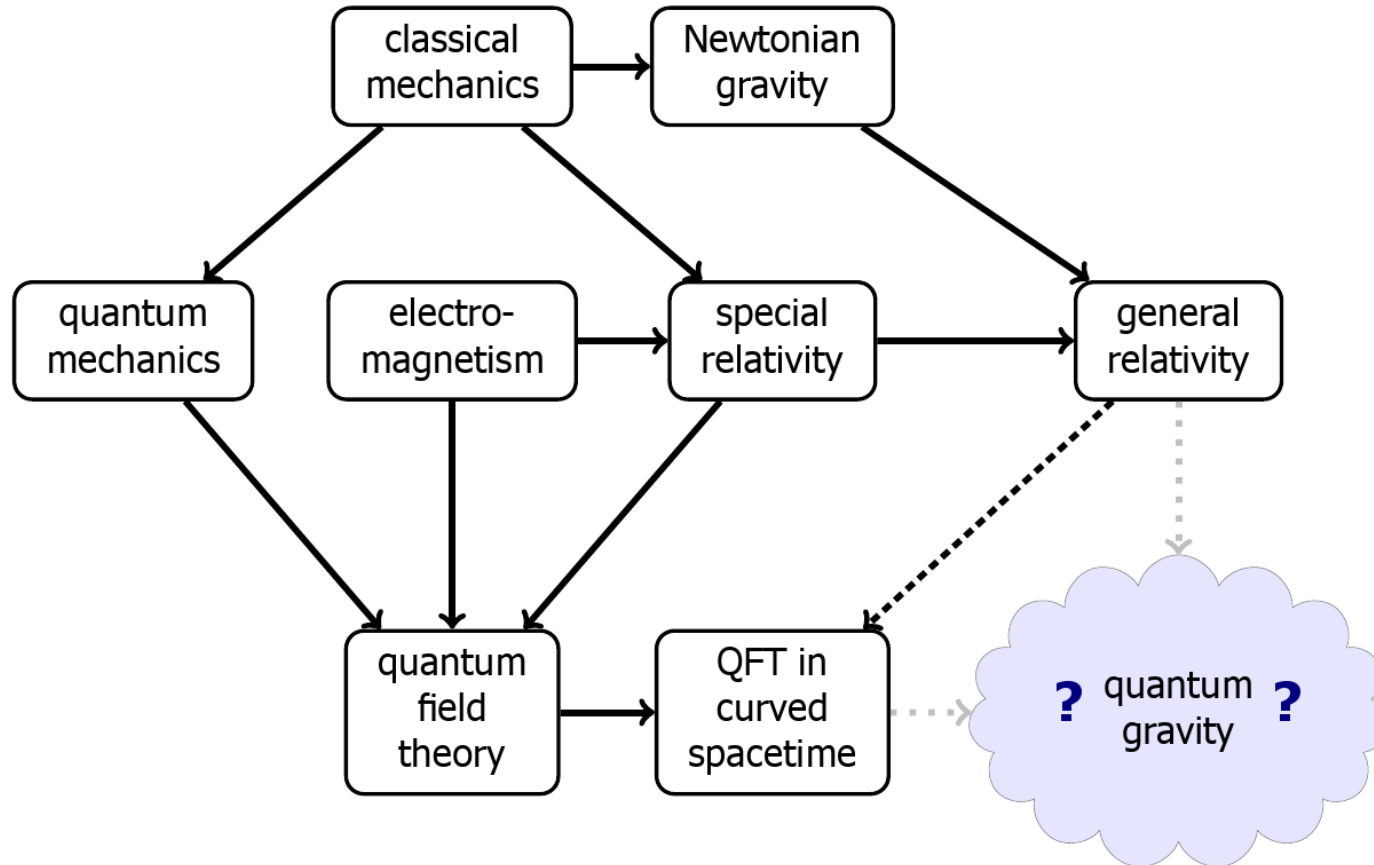 classical
mechanics
Newtonian
gravity
quantum
mechanics
electro-
magnetism
special
relativity
general
relativity
quantum
field
theory
QFT in
curved
spacetime
? quantum ?
gravity